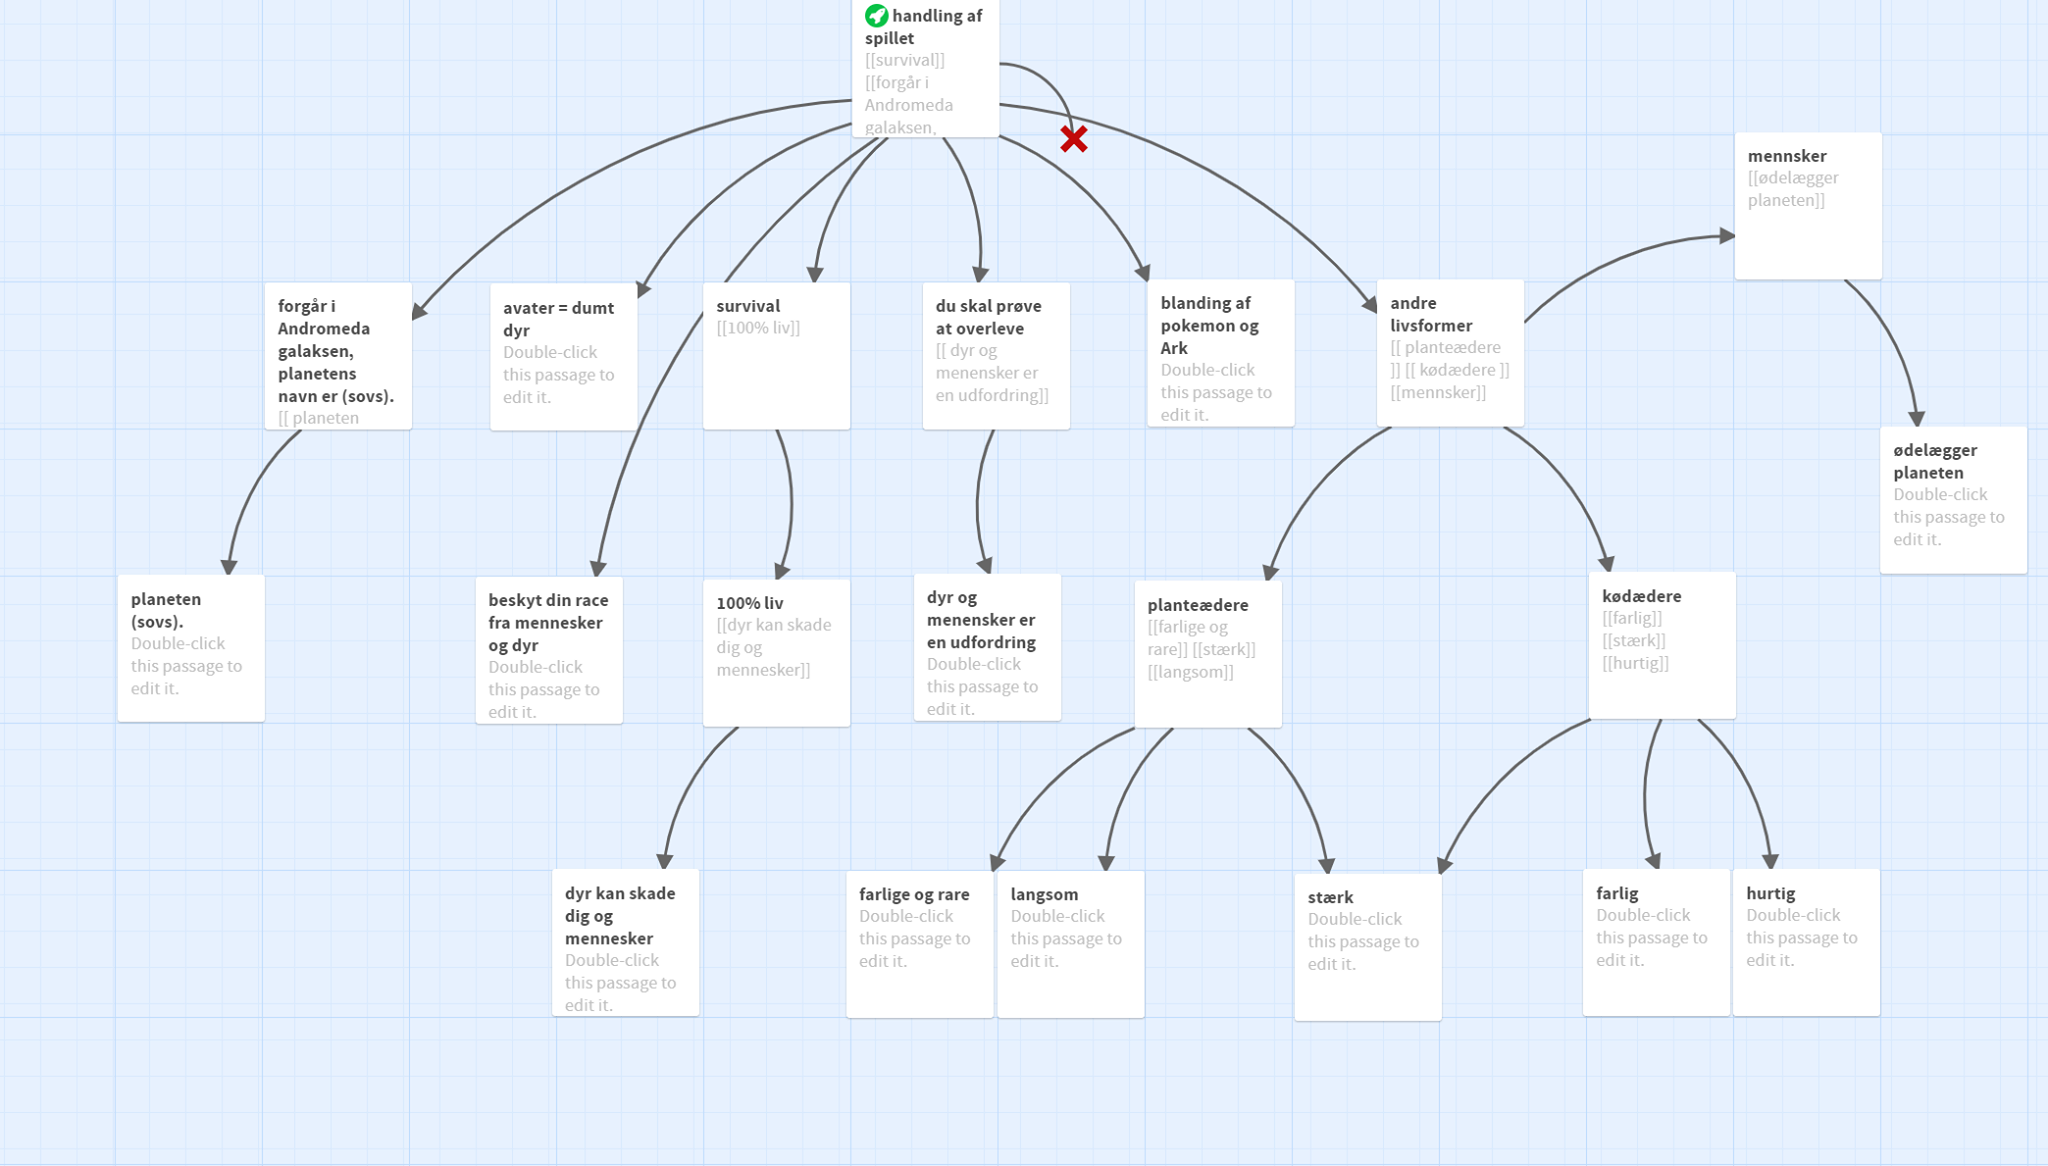 handling af
spillet
[[survival]]
[[forgår i
Andromeda
galaksen,
mennsker
[[ødelægger
planeten]]
forgår i
Andromeda
galaksen,
planetens
navn er (sovs).
[[ planeten
avater = dumt
dyr
Double-click
this passage to
edit it.
survival
[[100% liv]]
du skal prøve
at overleve
[[ dyr og
menensker er
en udfordring]]
blanding af
pokemon og
Ark
Double-click
this passage to
edit it.
andre
livsformer
[[ planteædere
]] [[ kødædere ]]
[[mennsker]]
ødelægger
planeten
Double-click
this passage to
edit it.
planeten
(sovs).
Double-click
this passage to
edit it.
beskyt din race
fra mennesker
og dyr
Double-click
this passage to
edit it.
100% liv
[[dyr kan skade
dig og
mennesker]]
dyr og
menensker er
en udfordring
Double-click
this passage to
edit it.
planteædere
[[farlige og
rare]] [[stærk]]
[[langsom]]
kødædere
[[farlig]]
[[stærk]]
[[hurtig]]
dyr kan skade
dig og
mennesker
Double-click
this passage to
edit it.
farlige og rare
Double-click
this passage to
edit it.
langsom
Double-click
this passage to
edit it.
stærk
Double-click
this passage to
edit it.
farlig
Double-click
this passage to
edit it.
hurtig
Double-click
this passage to
edit it.